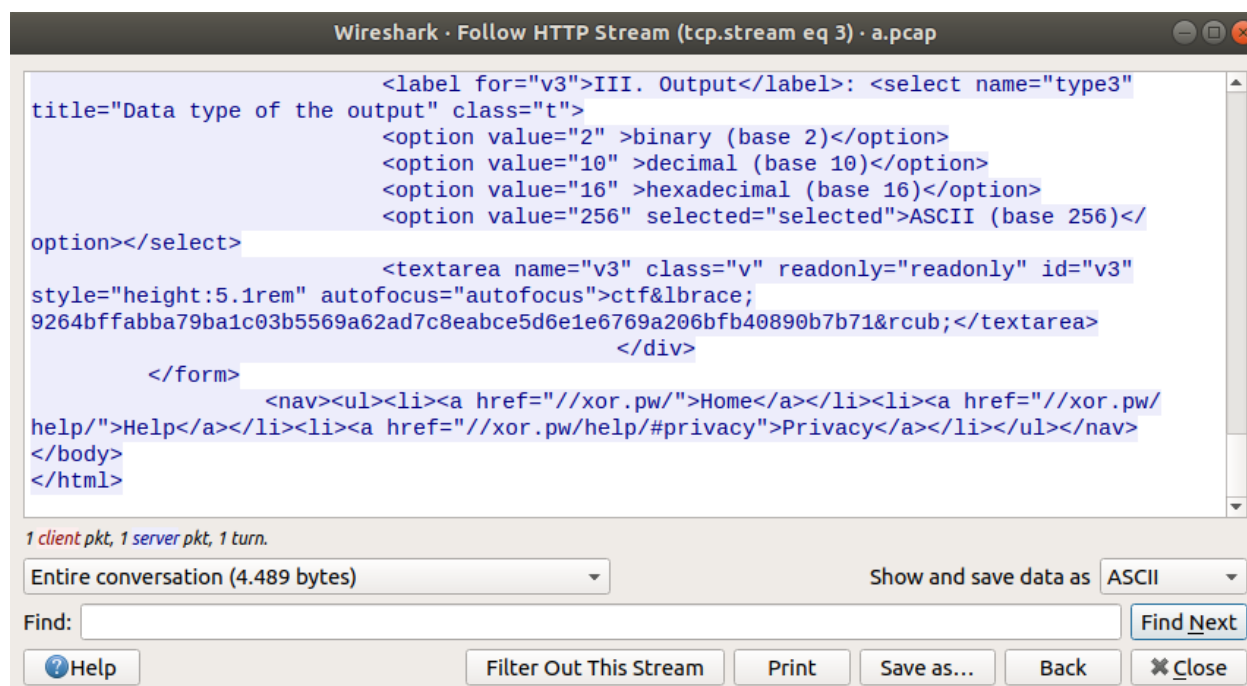 Wireshark · Follow HTTP Stream (tcp.stream eq 3) · a.pcap
<label for="v3">III. Output</label>: <select name="type3"
title="Data type of the output" class="t">
<option value="2" >binary (base 2)</option>
<option value="10" >decimal (base 10)</option>
<option value="16" >hexadecimal (base 16)</option>
<option value="256" selected="selected">ASCII (base 256)</
option></select>
<textarea name="v3" class="v" readonly="readonly" id="v3"
style="height:5.1rem" autofocus="autofocus">ctf&lbrace;
9264bffabba79ba1c03b5569a62ad7c8eabce5d6e1e6769a206bfb40890b7b71&rcub;</textarea>
</div>
</form>
<nav><ul><li><a href="//xor.pw/">Home</a></li><li><a href="//xor.pw/
help/">Help</a></li><li><a href="//xor.pw/help/#privacy">Privacy</a></li></ul></nav>
</body>
</html>
1 client pkt, 1 server pkt, 1 turn.
Entire conversation (4.489 bytes)
Show and save data as ASCII
Find:
Find Next
Help
Filter Out This Stream
Print
Save as…
Back
Close